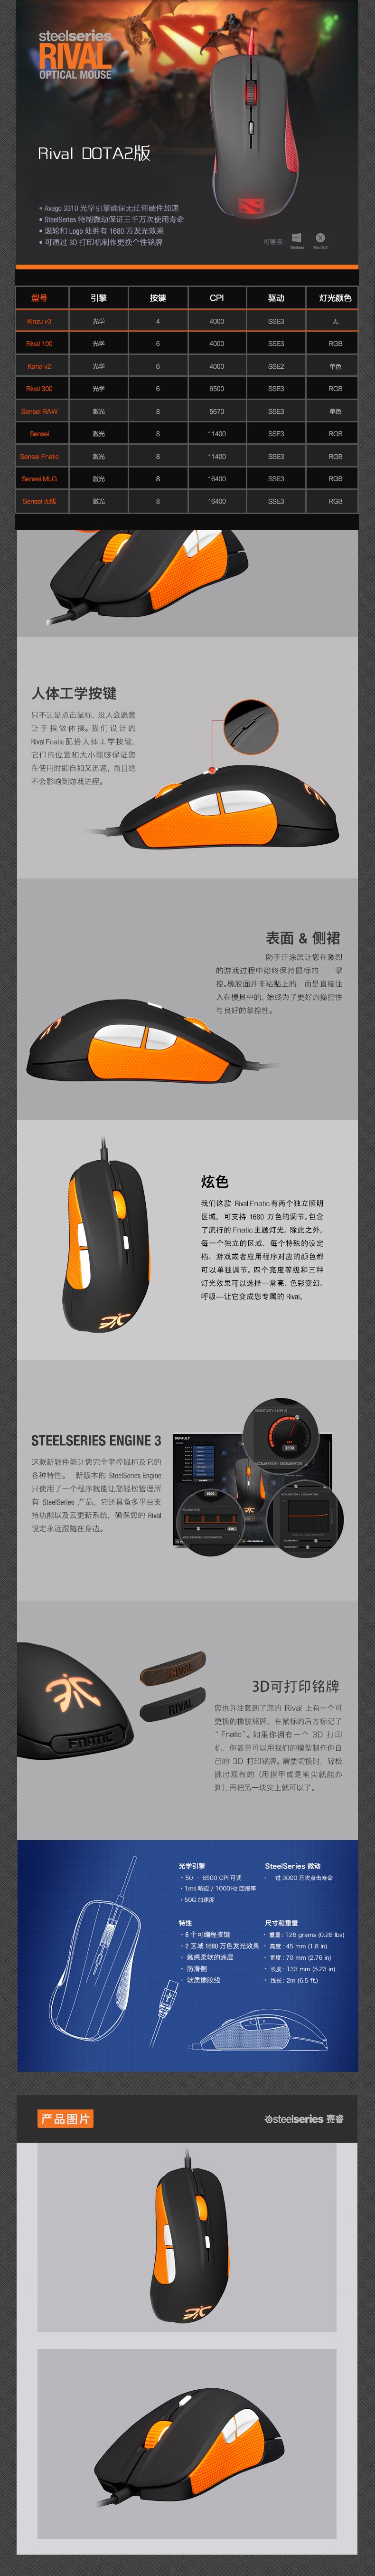 steelseries
RIVAL
OPTICAL MOUSE
Rival DOTA2版
• Avago 3310 光学引擎确保无任何硬件加速
• SteelSeries 特制微动保证三千万次使用寿命
• 滚轮和 Logo 处拥有 1680 万发光效果
• 可通过 3D 打印机制作更换个性铭牌
可兼容:
Windows
Mac OS X
型号 引擎 按键 CPI 驱动 灯光颜色
Kinzu v3 光学 4 4000 SSE3 无
Rival 100 光学 6 4000 SSE3 RGB
Kana v2 光学 6 4000 SSE2 单色
Rival 300 光学 6 6500 SSE3 RGB
Sensei RAW 激光 8 5670 SSE3 单色
Sensei 激光 8 11400 SSE3 RGB
Sensei Fnatic 激光 8 11400 SSE3 RGB
Sensei MLG 激光 8 16400 SSE3 RGB
Sensei 无线 激光 8 16400 SSE3 RGB
人体工学按键
只不过是点击鼠标，没人会愿意
让手指做体操。我们设计的
Rival Fnatic配搭人体工学按键，
它们的位置和大小能够保证您
在使用时即自如又迅速，而且绝
不会影响到游戏进程。
表面 & 侧裙
防手汗涂层让您在激烈
的游戏过程中始终保持鼠标的 掌
控。橡胶面并非粘贴上的，而是直接注
入在模具中的，始终为了更好的操控性
与良好的掌控性。
炫色
我们这款 Rival Fnatic 有两个独立照明
区域，可支持 1680 万色的调节，包含
了流行的 Fnatic 主题灯光。除此之外，
每一个独立的区域、每个特殊的设定
档、游戏或者应用程序对应的颜色都
可以单独调节。四个亮度等级和三种
灯光效果可以选择—常亮、色彩变幻、
呼吸—让它变成您专属的 Rival。
STEELSERIES ENGINE 3
这款新软件能让您完全掌控鼠标及它的
各种特性。 新版本的 SteelSeries Engine
只使用了一个程序就能让您轻松管理所
有 SteelSeries 产品，它还具备多平台支
持功能以及云更新系统，确保您的 Rival
设定永远跟随在身边。
DEFAULT
RIVAL
RIVAL
FNATIC
3D可打印铭牌
您也许注意到了您的 Rival 上有一个可
更换的橡胶铭牌，在鼠标的后方标记了
“ Fnatic”。如果你拥有一个 3D 打印
机，你甚至可以用我们的模型制作你自
己的 3D 打印铭牌。需要切换时，轻松
挑出现有的（用指甲或是笔尖就能办
到)，再把另一块安上就可以了。
光学引擎
· 50 - 6500 CPI 可调
· 1ms 响应 / 1000Hz 回报率
· 50G 加速度
SteelSeries 微动
· 过 3000 万次点击寿命
特性
· 6 个可编程按键
· 2 区域 1680 万色发光效果
· 触感柔软的涂层
· 防滑侧
· 软质橡胶线
尺寸和重量
· 重量：128 grams (0.28 lbs)
· 高度：45 mm (1.8 in)
· 宽度：70 mm (2.76 in)
· 长度：133 mm (5.23 in)
· 线长：2m (6.5 ft.)
产品图片
steelseries 赛睿